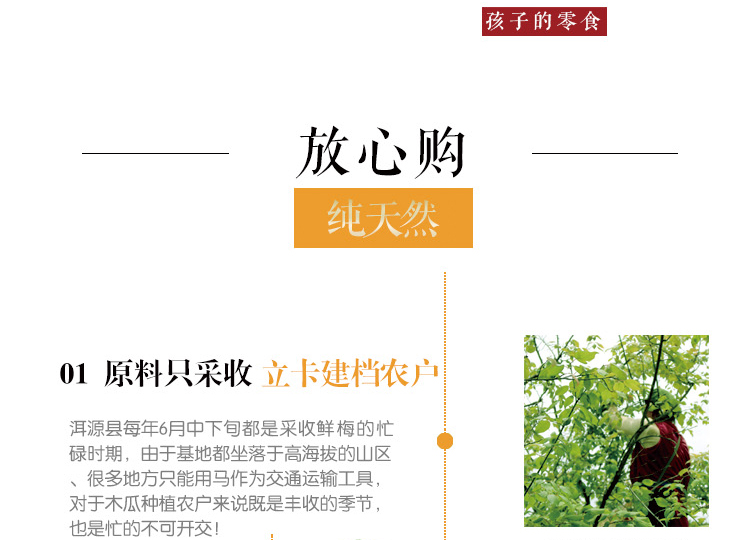 孩子的零食
放心购
纯天然
01 原料只采收 立卡建档农户
洱源县每年6月中下旬都是采收鲜梅的忙
碌时期，由于基地都坐落于高海拔的山区
、很多地方只能用马作为交通运输工具，
对于木瓜种植农户来说既是丰收的季节，
也是忙的不可开交！